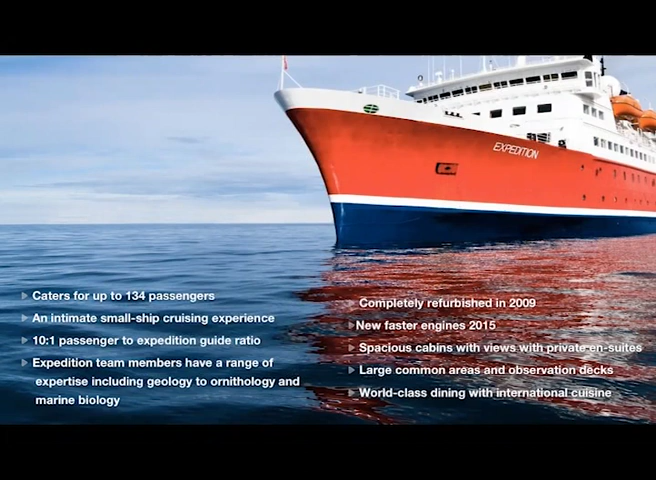 EXPEDITION
Caters for up to 134 passengers
An intimate small-ship cruising experience
10:1 passenger to expedition guide ratio
Expedition team members have a range of
expertise including geology to ornithology and
marine biology
Completely refurbished in 2009
New faster engines 2015
Spacious cabins with views with private en-suites
Large common areas and observation decks
World-class dining with international cuisine